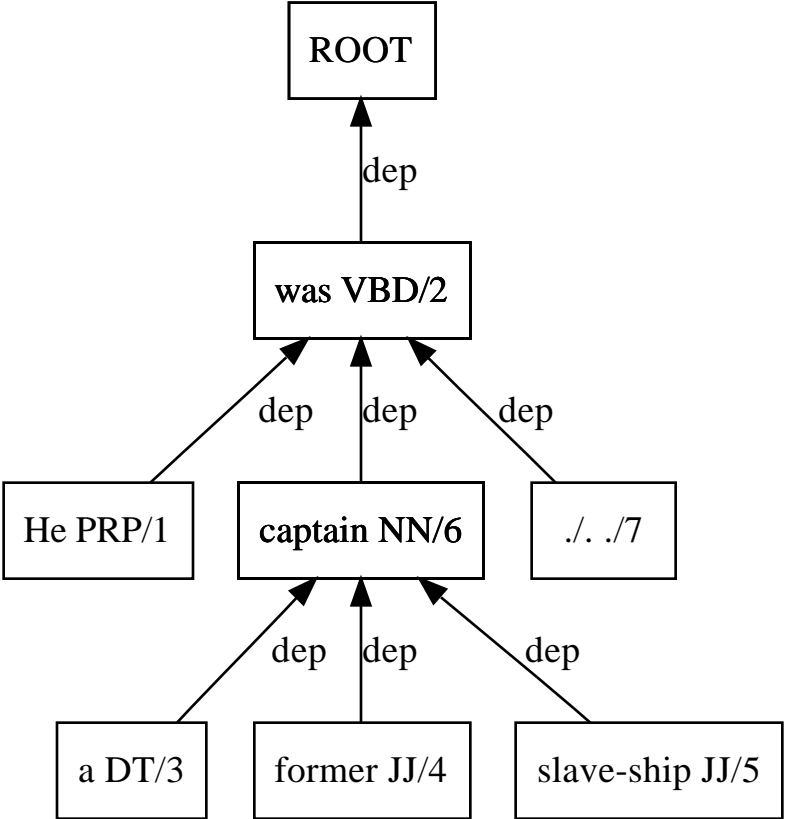 ROOT
dep
was VBD/2
dep dep dep
He PRP/1 captain NN/6 ./. ./7
dep dep dep
a DT/3 former JJ/4 slave-ship JJ/5